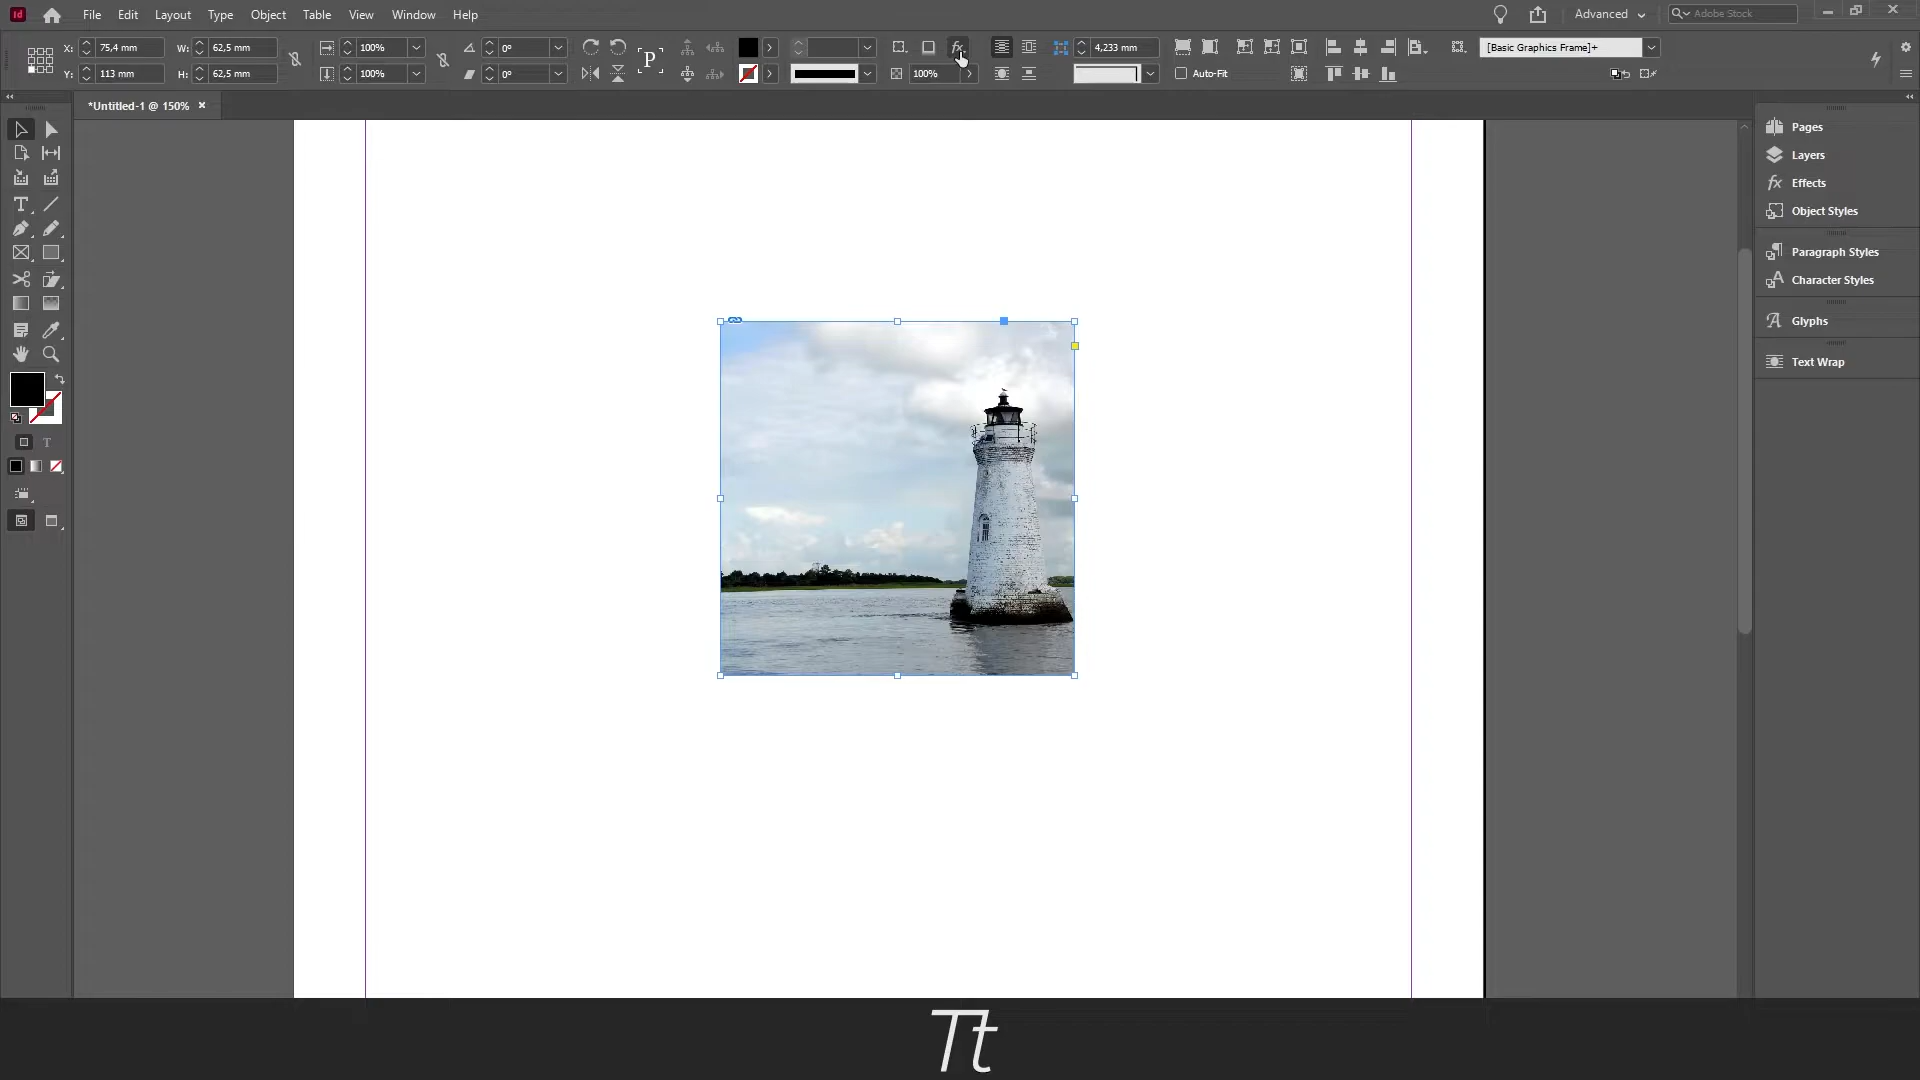 Id File Edit Layout Type Object Table View Window Help Advanced Adobe Stock
X: 75,4 mm W: 62,5 mm 100% 0° 4,233 mm [Basic Graphics Frame]+
Y: 113 mm H: 62,5 mm 100% 0° P fx 100% Auto-Fit
*Untitled-1 @ 150% ×
Pages
Layers
fx Effects
Object Styles
Paragraph Styles
Character Styles
Glyphs
Text Wrap
T
T
Tt